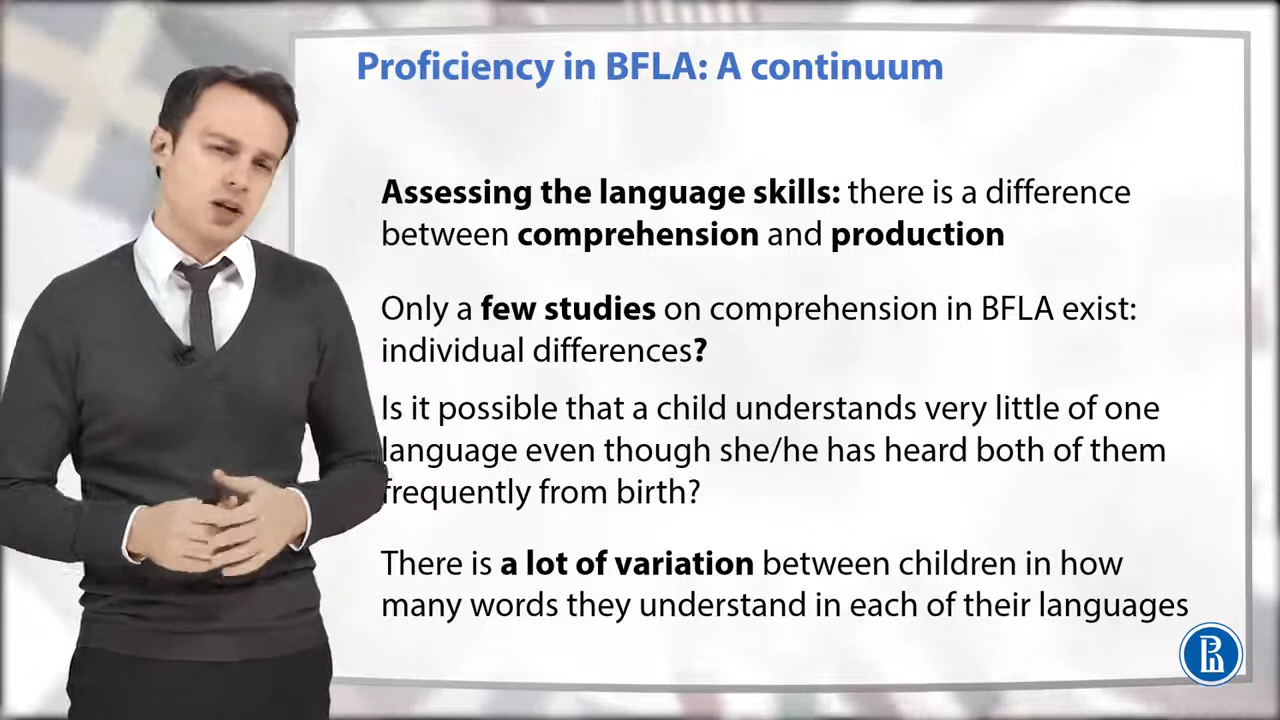 Proficiency in BFLA: A continuum
Assessing the language skills: there is a difference
between comprehension and production
Only a few studies on comprehension in BFLA exist:
individual differences?
Is it possible that a child understands very little of one
language even though she/he has heard both of them
frequently from birth?
There is a lot of variation between children in how
many words they understand in each of their languages